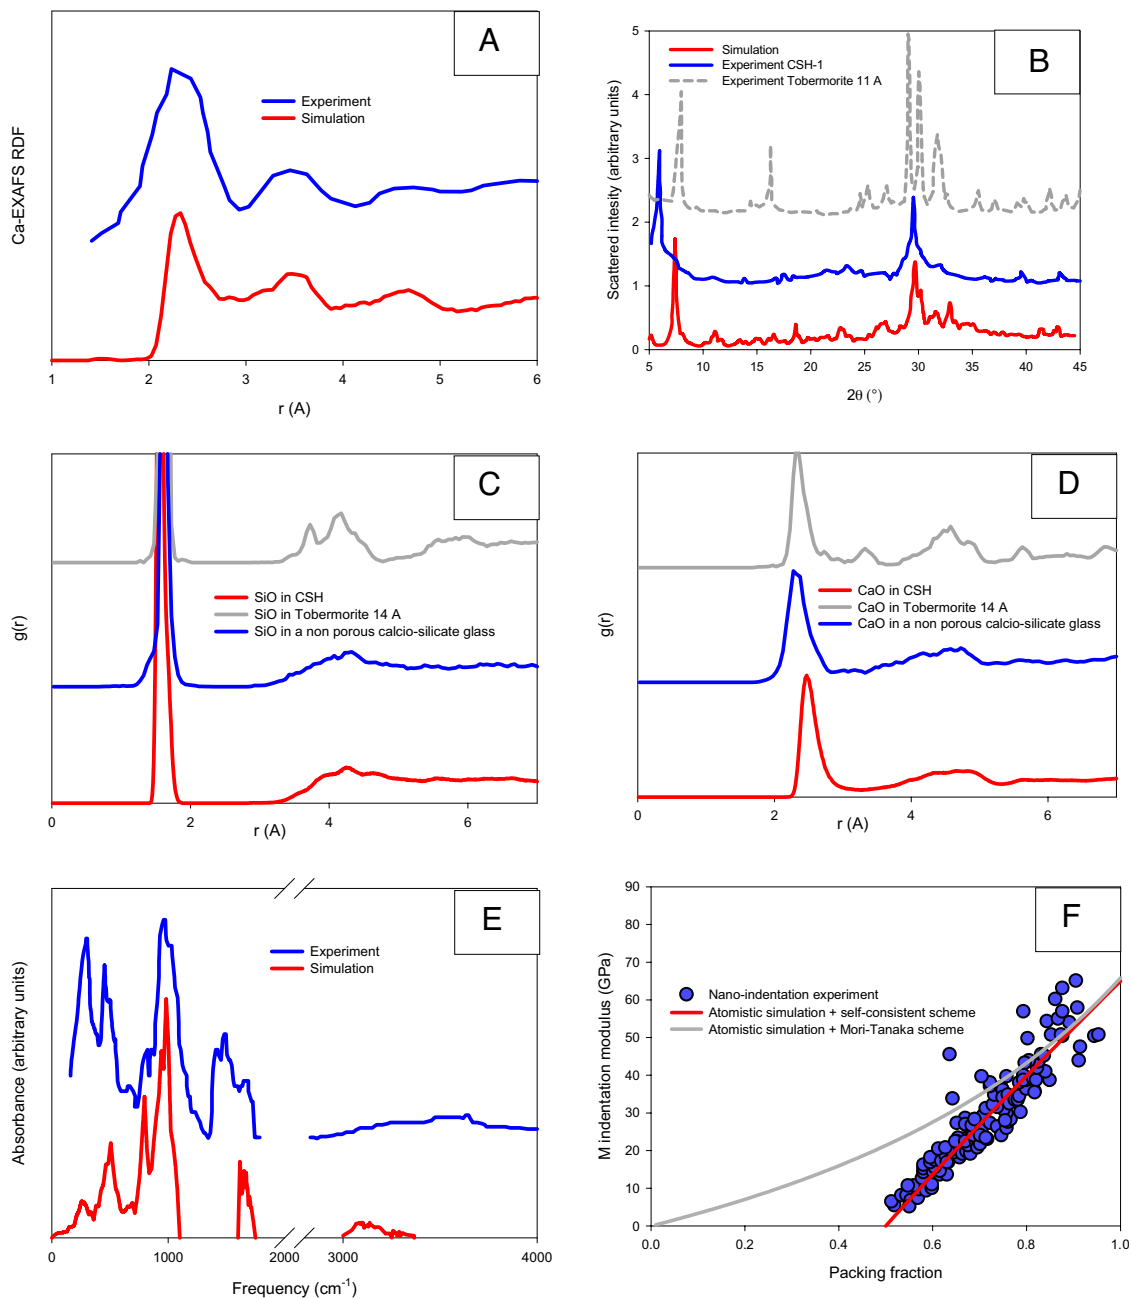 A
Ca-EXAFS RDF
Experiment
Simulation
1 2 3 4 5 6
r (A)
B
Scattered intesity (arbitrary units)
5
4
3
2
1
0
Simulation
Experiment CSH-1
Experiment Tobermorite 11 A
5 10 15 20 25 30 35 40 45
2θ (°)
C
g(r)
SiO in CSH
SiO in Tobermorite 14 A
SiO in a non porous calcio-silicate glass
0 2 4 6
r (A)
D
g(r)
CaO in CSH
CaO in Tobermorite 14 A
CaO in a non porous calcio-silicate glass
0 2 4 6
r (A)
E
Absorbance (arbitrary units)
Experiment
Simulation
0 1000 2000 3000 4000
Frequency (cm⁻¹)
F
M indentation modulus (GPa)
90
80
70
60
50
40
30
20
10
0
Nano-indentation experiment
Atomistic simulation + self-consistent scheme
Atomistic simulation + Mori-Tanaka scheme
0.0 0.2 0.4 0.6 0.8 1.0
Packing fraction